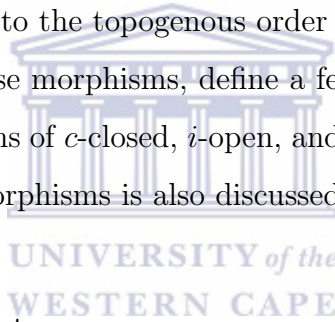 to the topogenous order
se morphisms, define a fe
ns of c-closed, i-open, and
orphisms is also discussed
UNIVERSITY of the
WESTERN CAPE